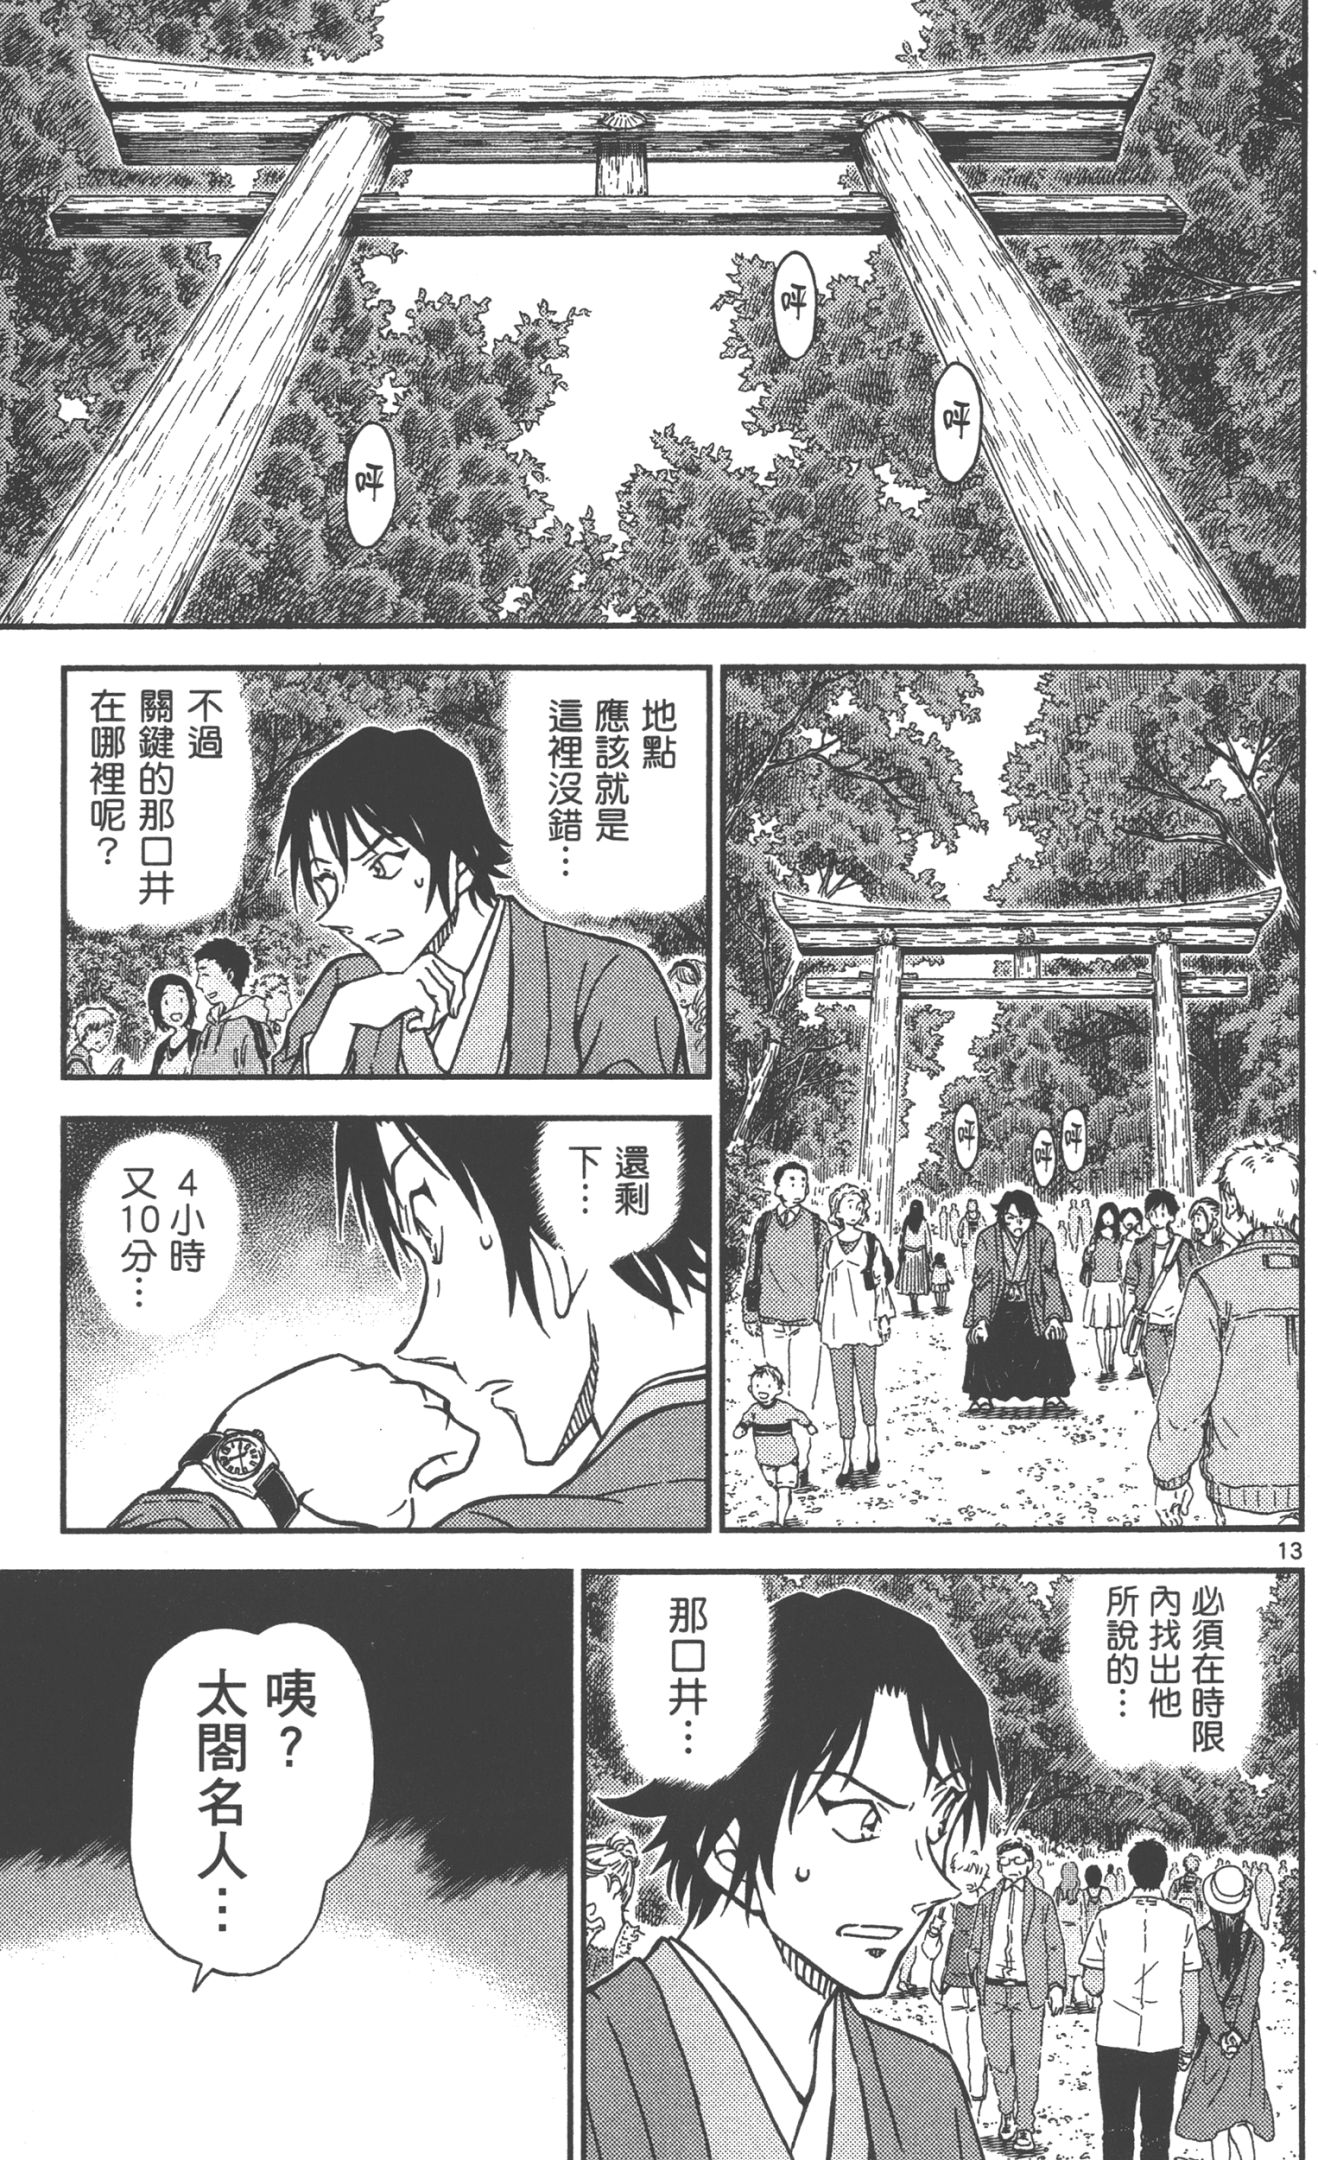 呼
呼
呼
呼
呼
呼
地點
應該就是
這裡沒錯…
不過
關鍵的那口井
在哪裡呢？
還剩
下…
4小時
又10分…
13
必須在時限
內找出他
所說的…
那口井…
咦？
太閤名人…